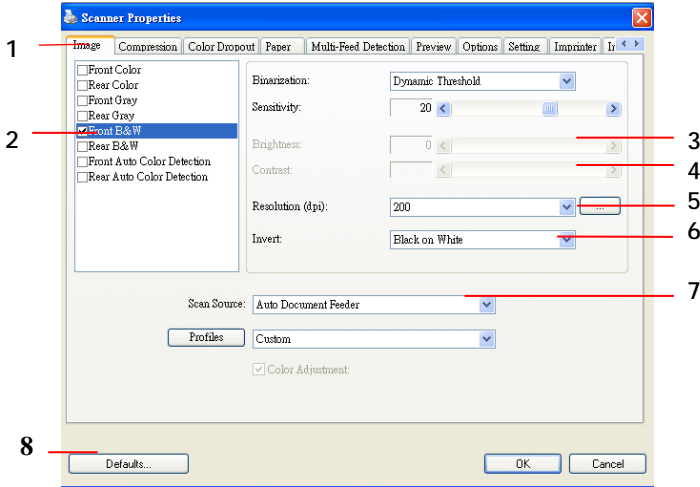 Scanner Properties
1
Image Compression Color Dropout Paper Multi-Feed Detection Preview Options Setting Imprinter
Front Color
Rear Color
Front Gray
Rear Gray
2
Front B&W
Rear B&W
Front Auto Color Detection
Rear Auto Color Detection
Binarization: Dynamic Threshold
Sensitivity: 20
Brightness: 0
3
Contrast:
4
Resolution (dpi): 200 ...
5
Invert: Black on White
6
Scan Source: Auto Document Feeder
7
Profiles Custom
Color Adjustment:
8
Defaults... OK Cancel